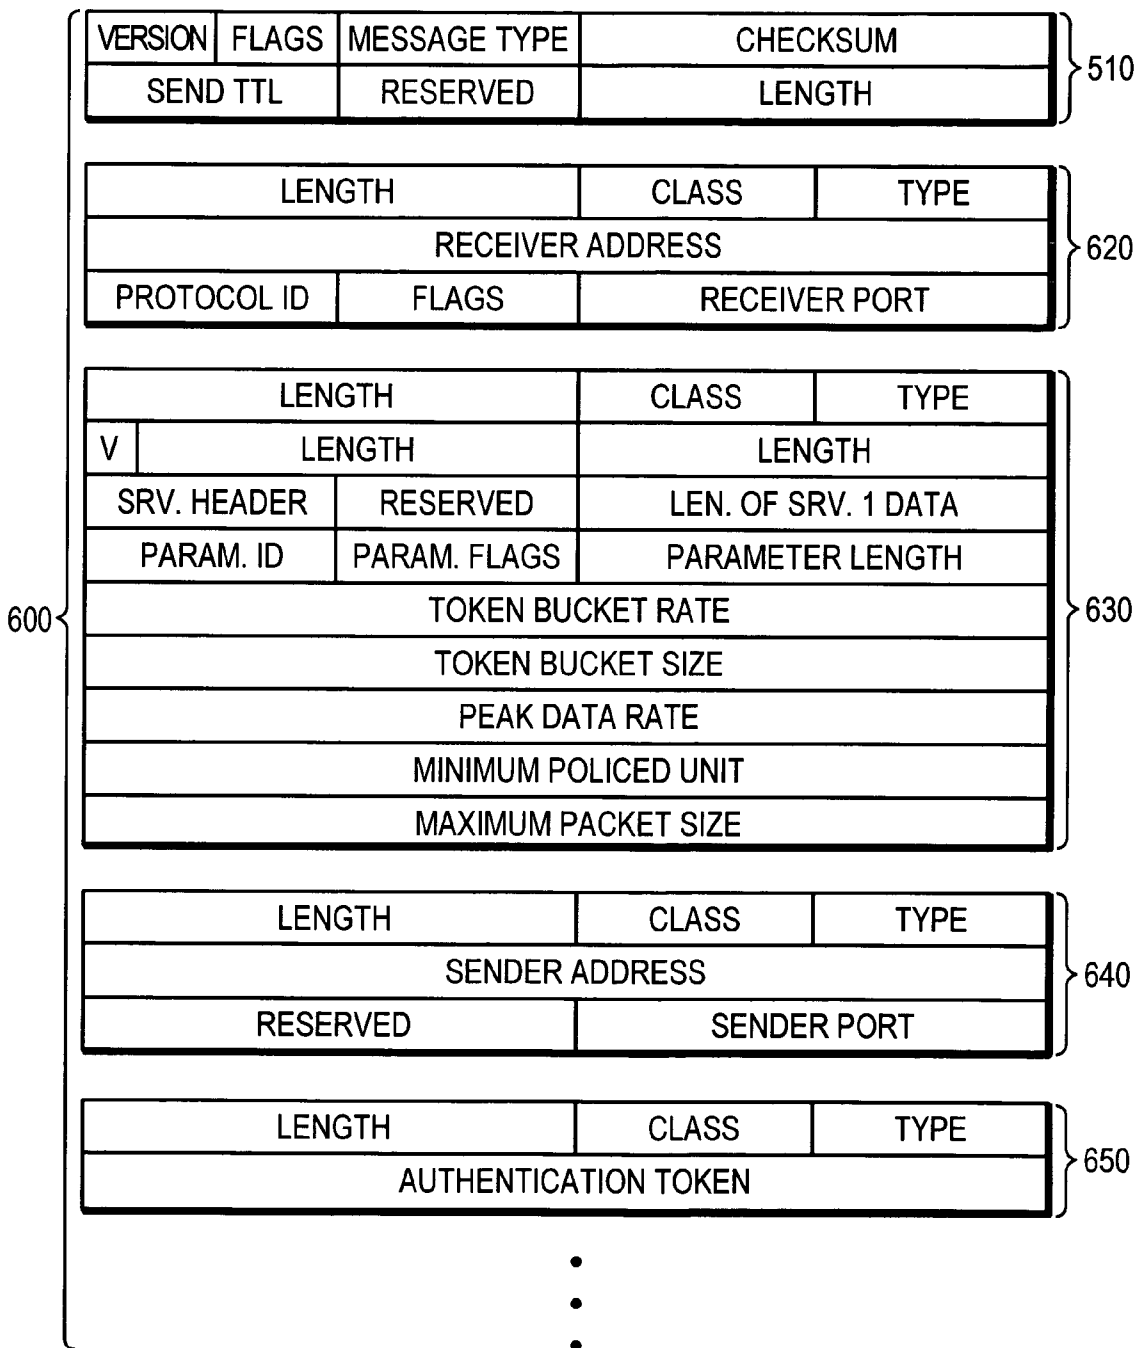 VERSION FLAGS MESSAGE TYPE CHECKSUM
SEND TTL RESERVED LENGTH
510
LENGTH CLASS TYPE
RECEIVER ADDRESS
PROTOCOL ID FLAGS RECEIVER PORT
620
LENGTH CLASS TYPE
V LENGTH LENGTH
SRV. HEADER RESERVED LEN. OF SRV. 1 DATA
PARAM. ID PARAM. FLAGS PARAMETER LENGTH
TOKEN BUCKET RATE
TOKEN BUCKET SIZE
PEAK DATA RATE
MINIMUM POLICED UNIT
MAXIMUM PACKET SIZE
600
630
LENGTH CLASS TYPE
SENDER ADDRESS
RESERVED SENDER PORT
640
LENGTH CLASS TYPE
AUTHENTICATION TOKEN
650